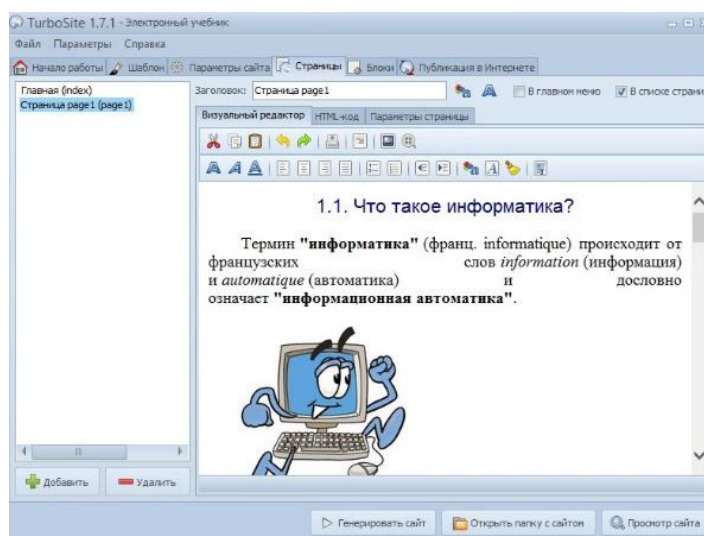 TurboSite 1.7.1 - Электронный учебник
Файл Параметры Справка
Начало работы Шаблон Параметры сайта Страницы Блоки Публикация в Интернете
Главная (index)
Страница page1 (page1)
Заголовок: Страница page1 В главном меню В списке страни
Визуальный редактор HTML-код Параметры страницы
1.1. Что такое информатика?
Термин "информатика" (франц. informatique) происходит от
французских слов information (информация)
и automatique (автоматика) и дословно
означает "информационная автоматика".
Добавить Удалить
Генерировать сайт Открыть папку с сайтом Просмотр сайта